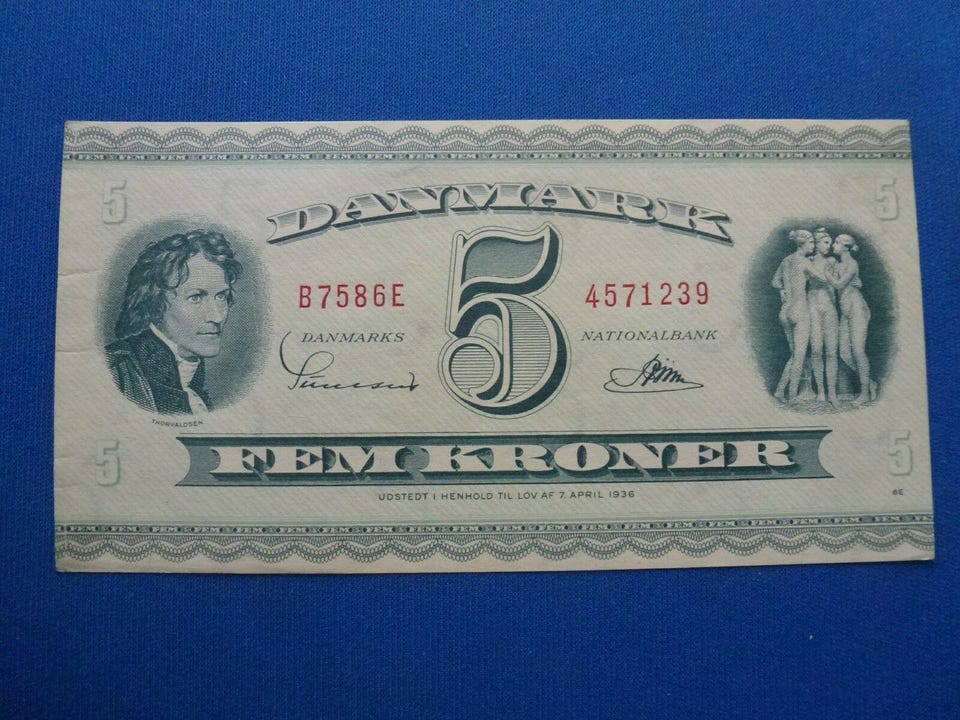 5 5
DANMARK
5
B7586E 4571239
DANMARKS NATIONALBANK
THORVALDSEN
5 5
FEM KRONER
UDSTEDT I HENHOLD TIL LOV AF 7. APRIL 1936
8E